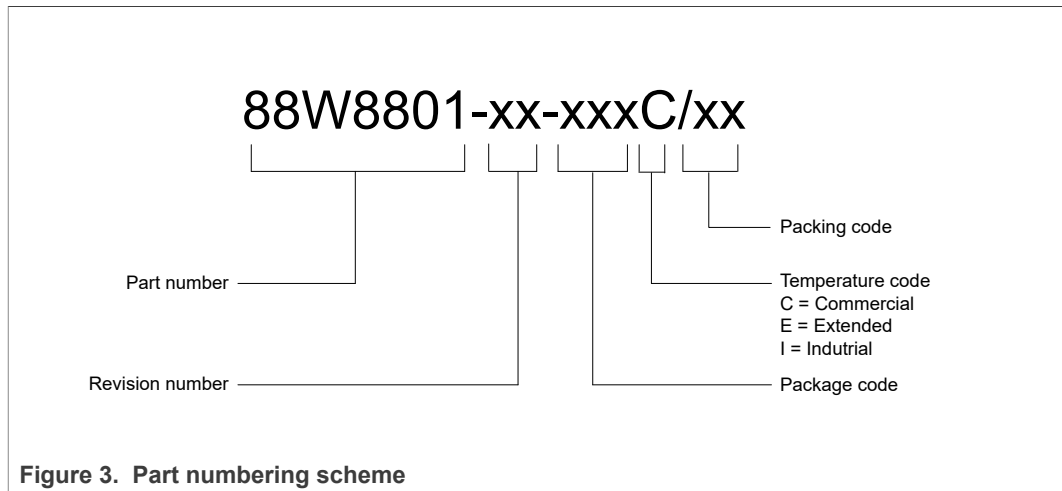 88W8801-xx-xxxC/xx
Packing code
Part number
Temperature code
C = Commercial
E = Extended
I = Indutrial
Revision number
Package code
Figure 3. Part numbering scheme